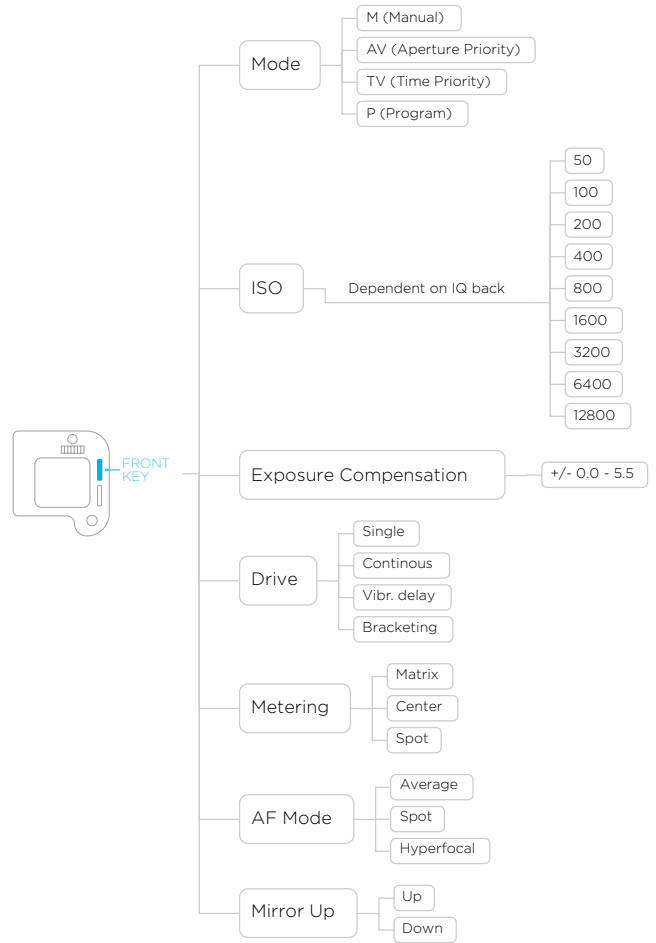 Mode
M (Manual)
AV (Aperture Priority)
TV (Time Priority)
P (Program)
ISO
Dependent on IQ back
50
100
200
400
800
1600
3200
6400
12800
FRONT
KEY
Exposure Compensation
+/- 0.0 - 5.5
Drive
Single
Continous
Vibr. delay
Bracketing
Metering
Matrix
Center
Spot
AF Mode
Average
Spot
Hyperfocal
Mirror Up
Up
Down